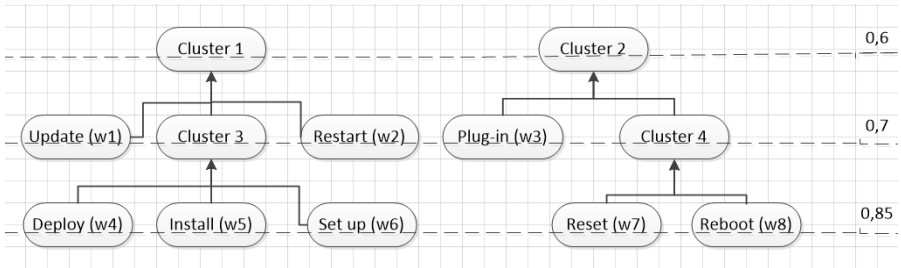 Cluster 1
Cluster 2
0,6
Update (w1)
Cluster 3
Restart (w2)
Plug-in (w3)
Cluster 4
0,7
Deploy (w4)
Install (w5)
Set up (w6)
Reset (w7)
Reboot (w8)
0,85